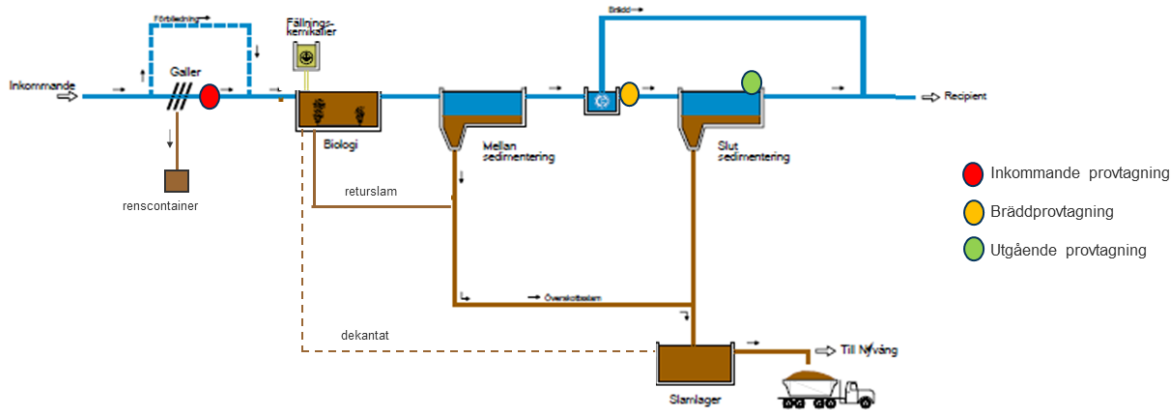 Förbiledning
Fällnings-
kemikalier
Brädd
Galler
Inkommande
Recipient
Biologi
Mellan
sedimentering
Slut
sedimentering
Inkommande provtagning
returslam
renscontainer
Bräddprovtagning
Utgående provtagning
Överskottsslam
dekantat
Till Nyvång
Slamlager